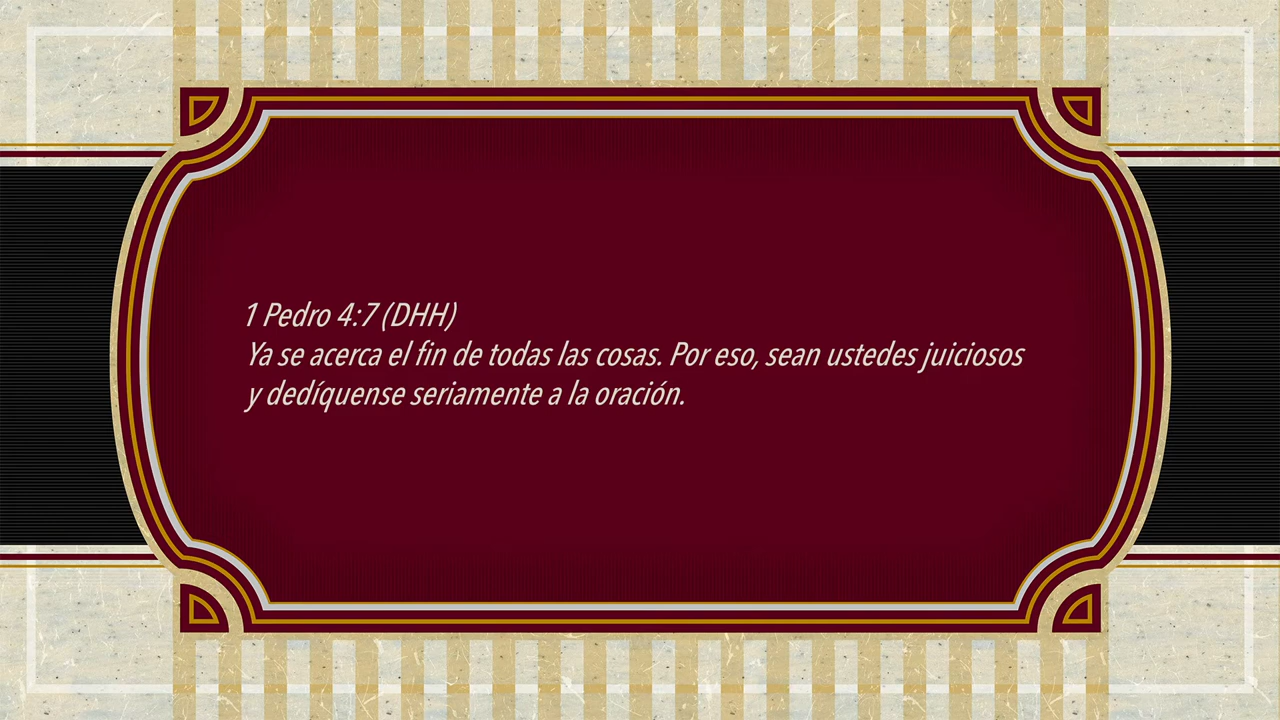 1 Pedro 4:7 (DHH)
Ya se acerca el fin de todas las cosas. Por eso, sean ustedes juiciosos
y dedíquense seriamente a la oración.